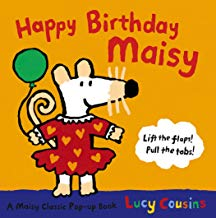 Happy Birthday
Maisy
Lift the flaps!
Pull the tabs!
A Maisy Classic Pop-up Book
Lucy Cousins